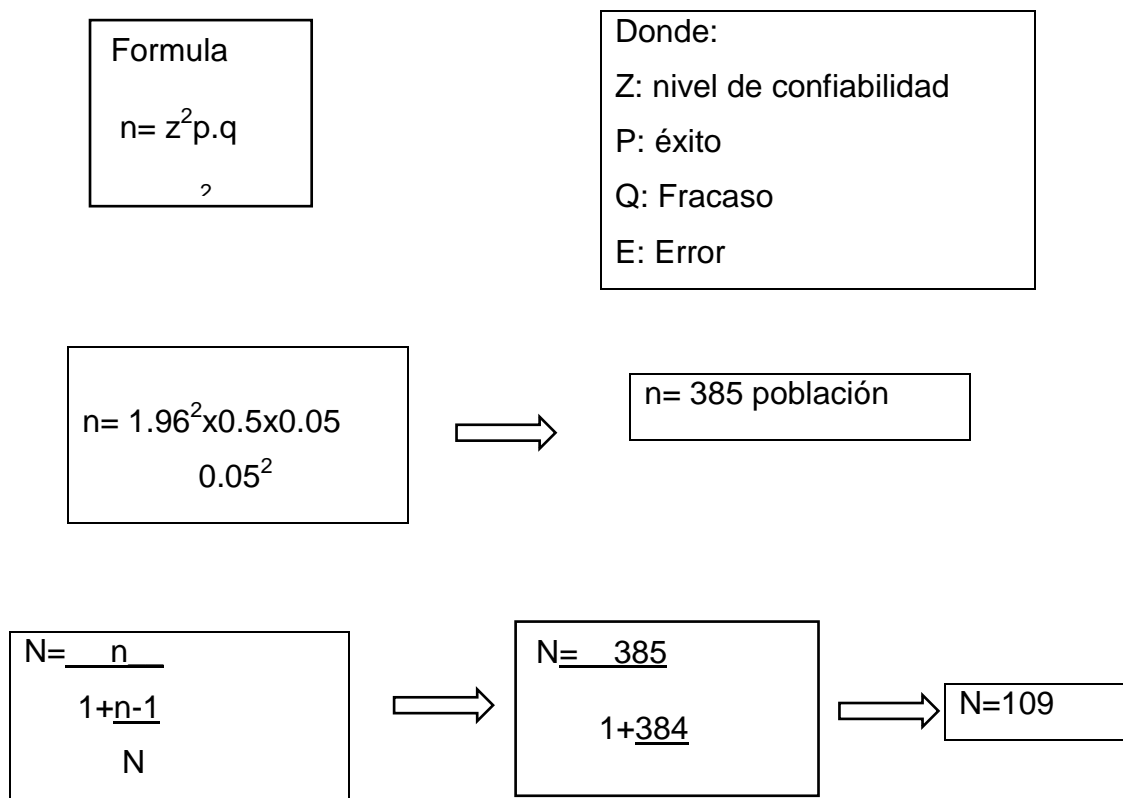 Formula
n= z²p.q
2
Donde:
Z: nivel de confiabilidad
P: éxito
Q: Fracaso
E: Error
n= 1.96²x0.5x0.05
0.05²
n= 385 población
N=__n__
1+n-1
N
N= 385
1+384
N=109